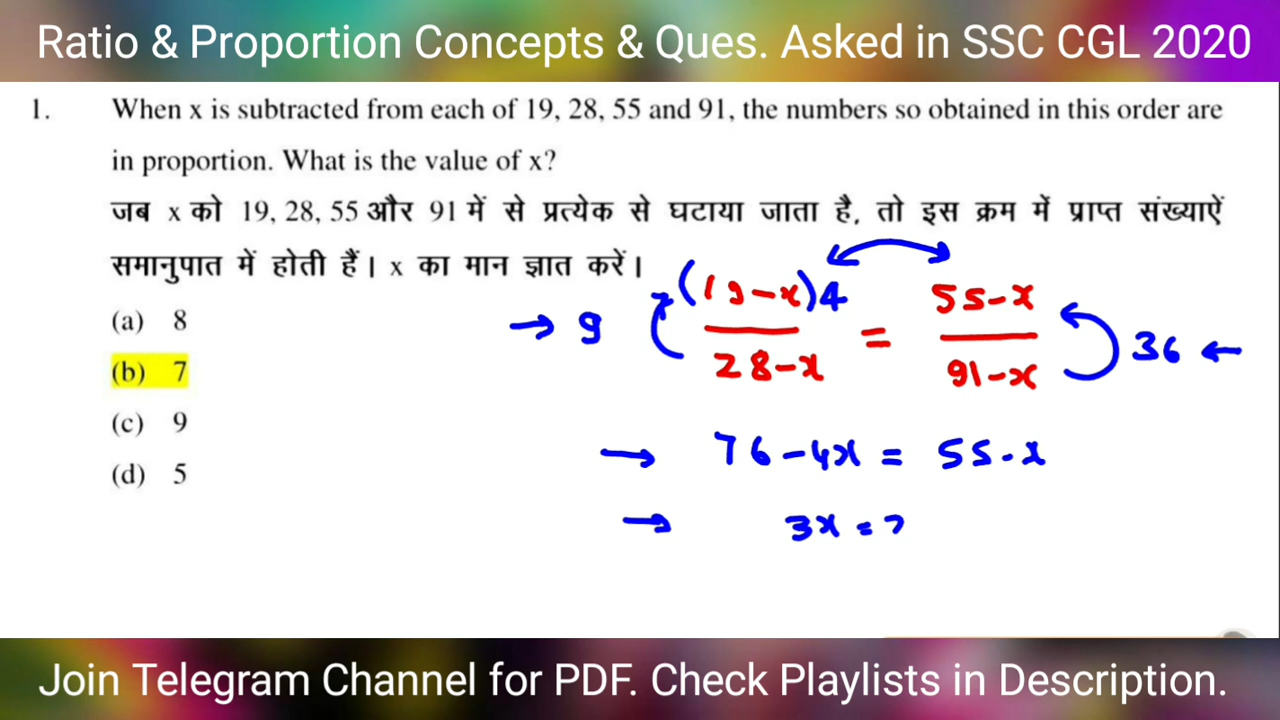 Ratio & Proportion Concepts & Ques. Asked in SSC CGL 2020
1. When x is subtracted from each of 19, 28, 55 and 91, the numbers so obtained in this order are
in proportion. What is the value of x?
जब x को 19, 28, 55 और 91 में से प्रत्येक से घटाया जाता है, तो इस क्रम में प्राप्त संख्याऐं
समानुपात में होती हैं। x का मान ज्ञात करें।
(a) 8
(b) 7
(c) 9
(d) 5
→ 9 (19-x)4 / 28-x = 55-x / 91-x 36 ←
→ 76-4x = 55-x
→ 3x = 2
Join Telegram Channel for PDF. Check Playlists in Description.